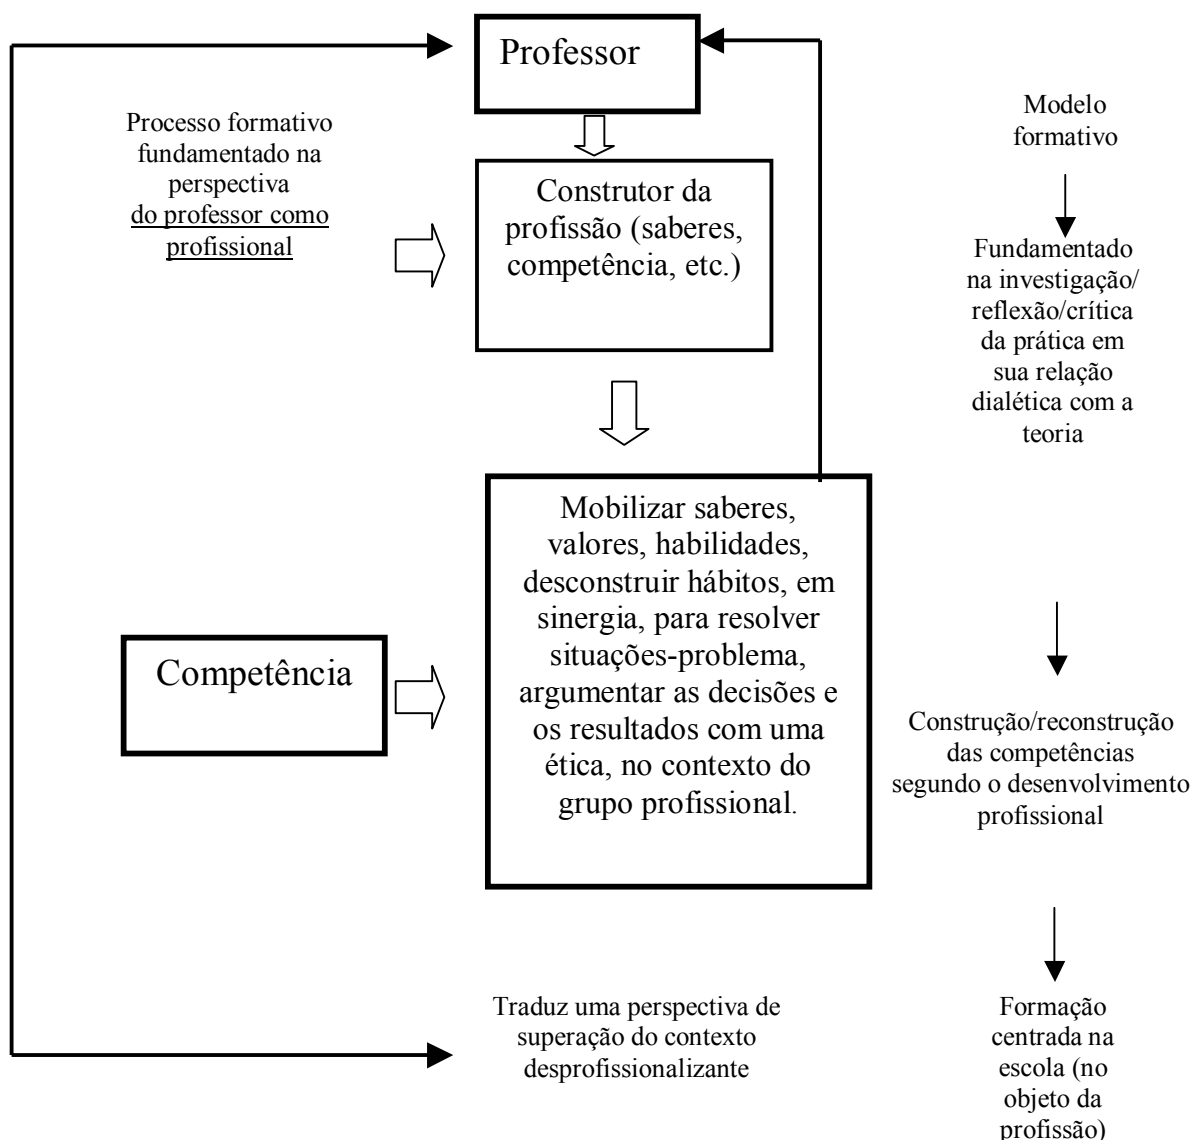 Professor
Processo formativo
fundamentado na
perspectiva
do professor como
profissional
Construtor da
profissão (saberes,
competência, etc.)
Mobilizar saberes,
valores, habilidades,
desconstruir hábitos, em
sinergia, para resolver
situações-problema,
argumentar as decisões e
os resultados com uma
ética, no contexto do
grupo profissional.
Competência
Traduz uma perspectiva de
superação do contexto
desprofissionalizante
Modelo
formativo
Fundamentado
na investigação/
reflexão/crítica
da prática em
sua relação
dialética com a
teoria
Construção/reconstrução
das competências
segundo o desenvolvimento
profissional
Formação
centrada na
escola (no
objeto da
profissão)